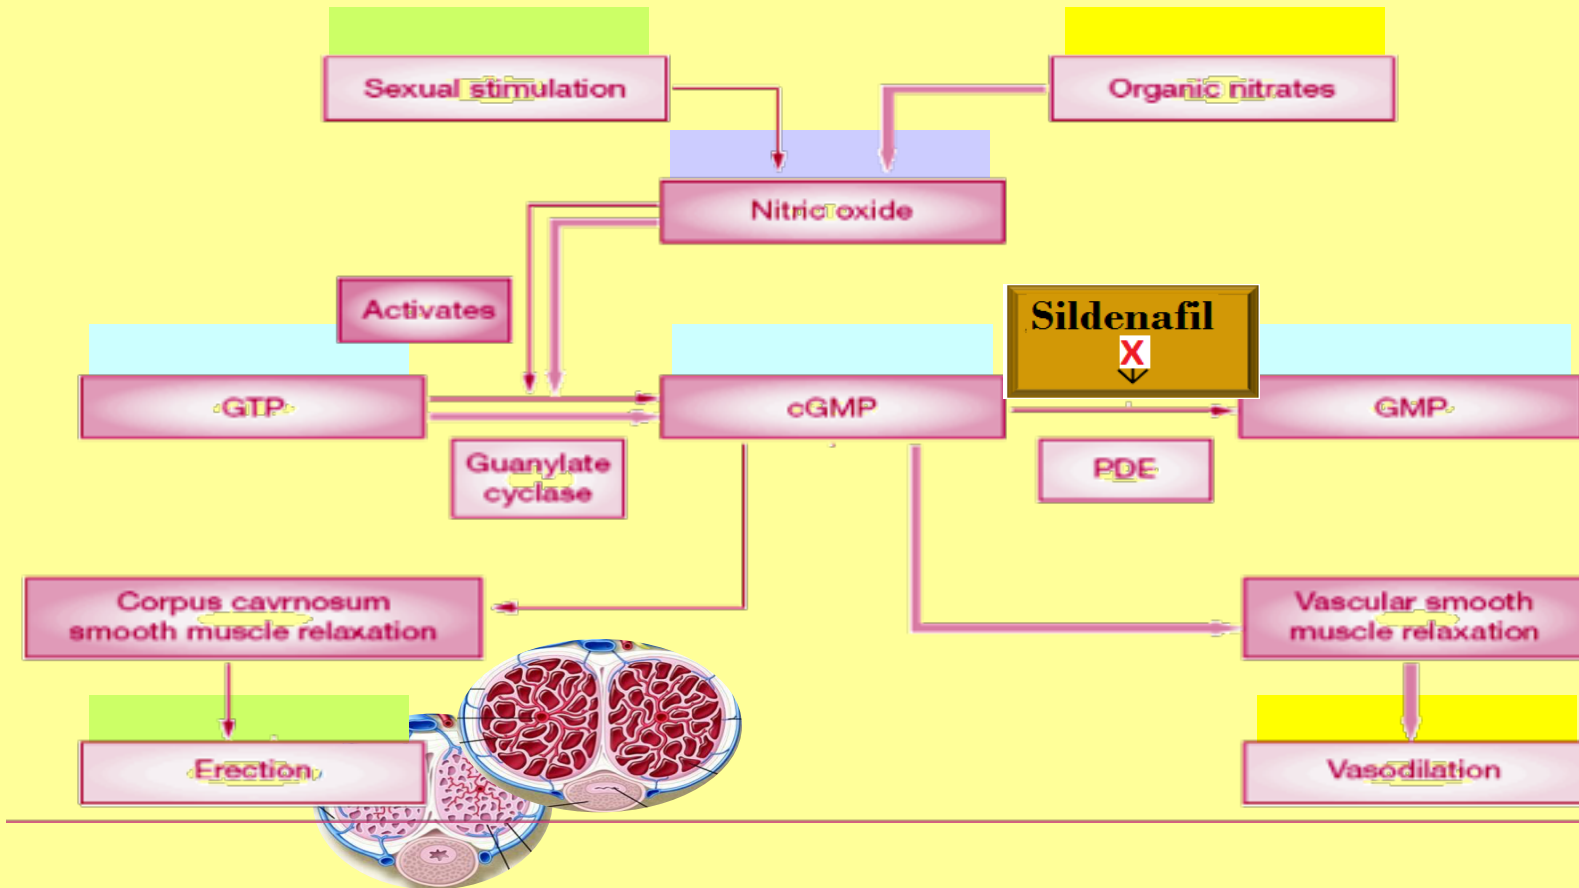 Sexual stimulation
Organic nitrates
Nitric oxide
Activates
Sildenafil
X
GTP
cGMP
GMP
Guanylate
cyclase
PDE
Corpus cavrnosum
smooth muscle relaxation
Vascular smooth
muscle relaxation
Erection
Vasodilation